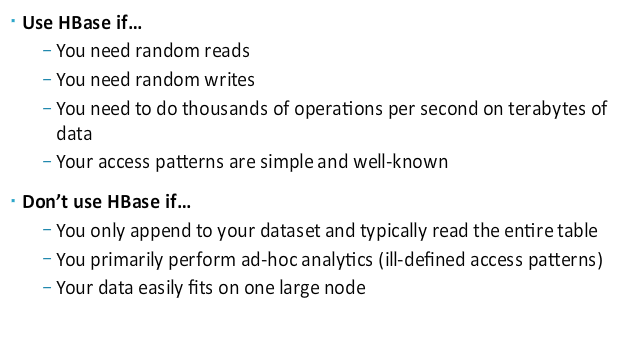 · Use HBase if…
– You need random reads
– You need random writes
– You need to do thousands of operations per second on terabytes of
data
– Your access patterns are simple and well-known
· Don’t use HBase if…
– You only append to your dataset and typically read the entire table
– You primarily perform ad-hoc analytics (ill-defined access patterns)
– Your data easily fits on one large node